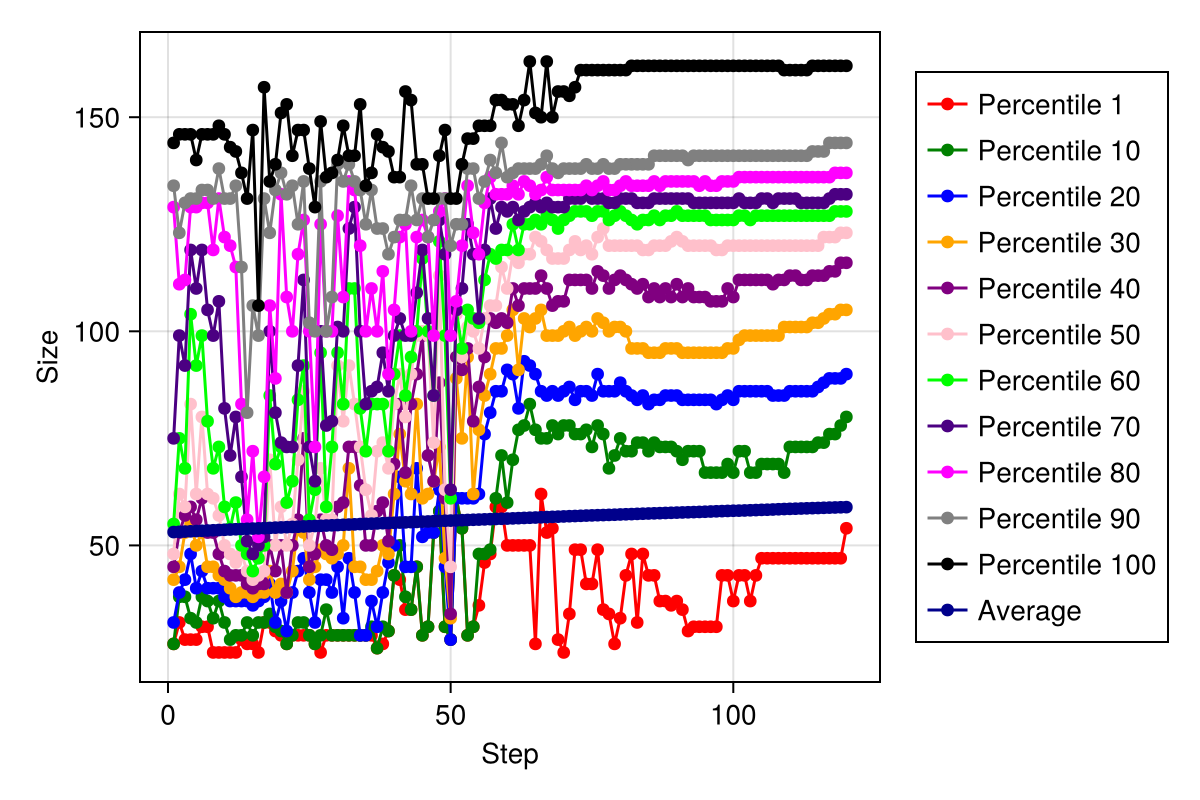 150
100
50
Size
0
50
100
Step
Percentile 1
Percentile 10
Percentile 20
Percentile 30
Percentile 40
Percentile 50
Percentile 60
Percentile 70
Percentile 80
Percentile 90
Percentile 100
Average